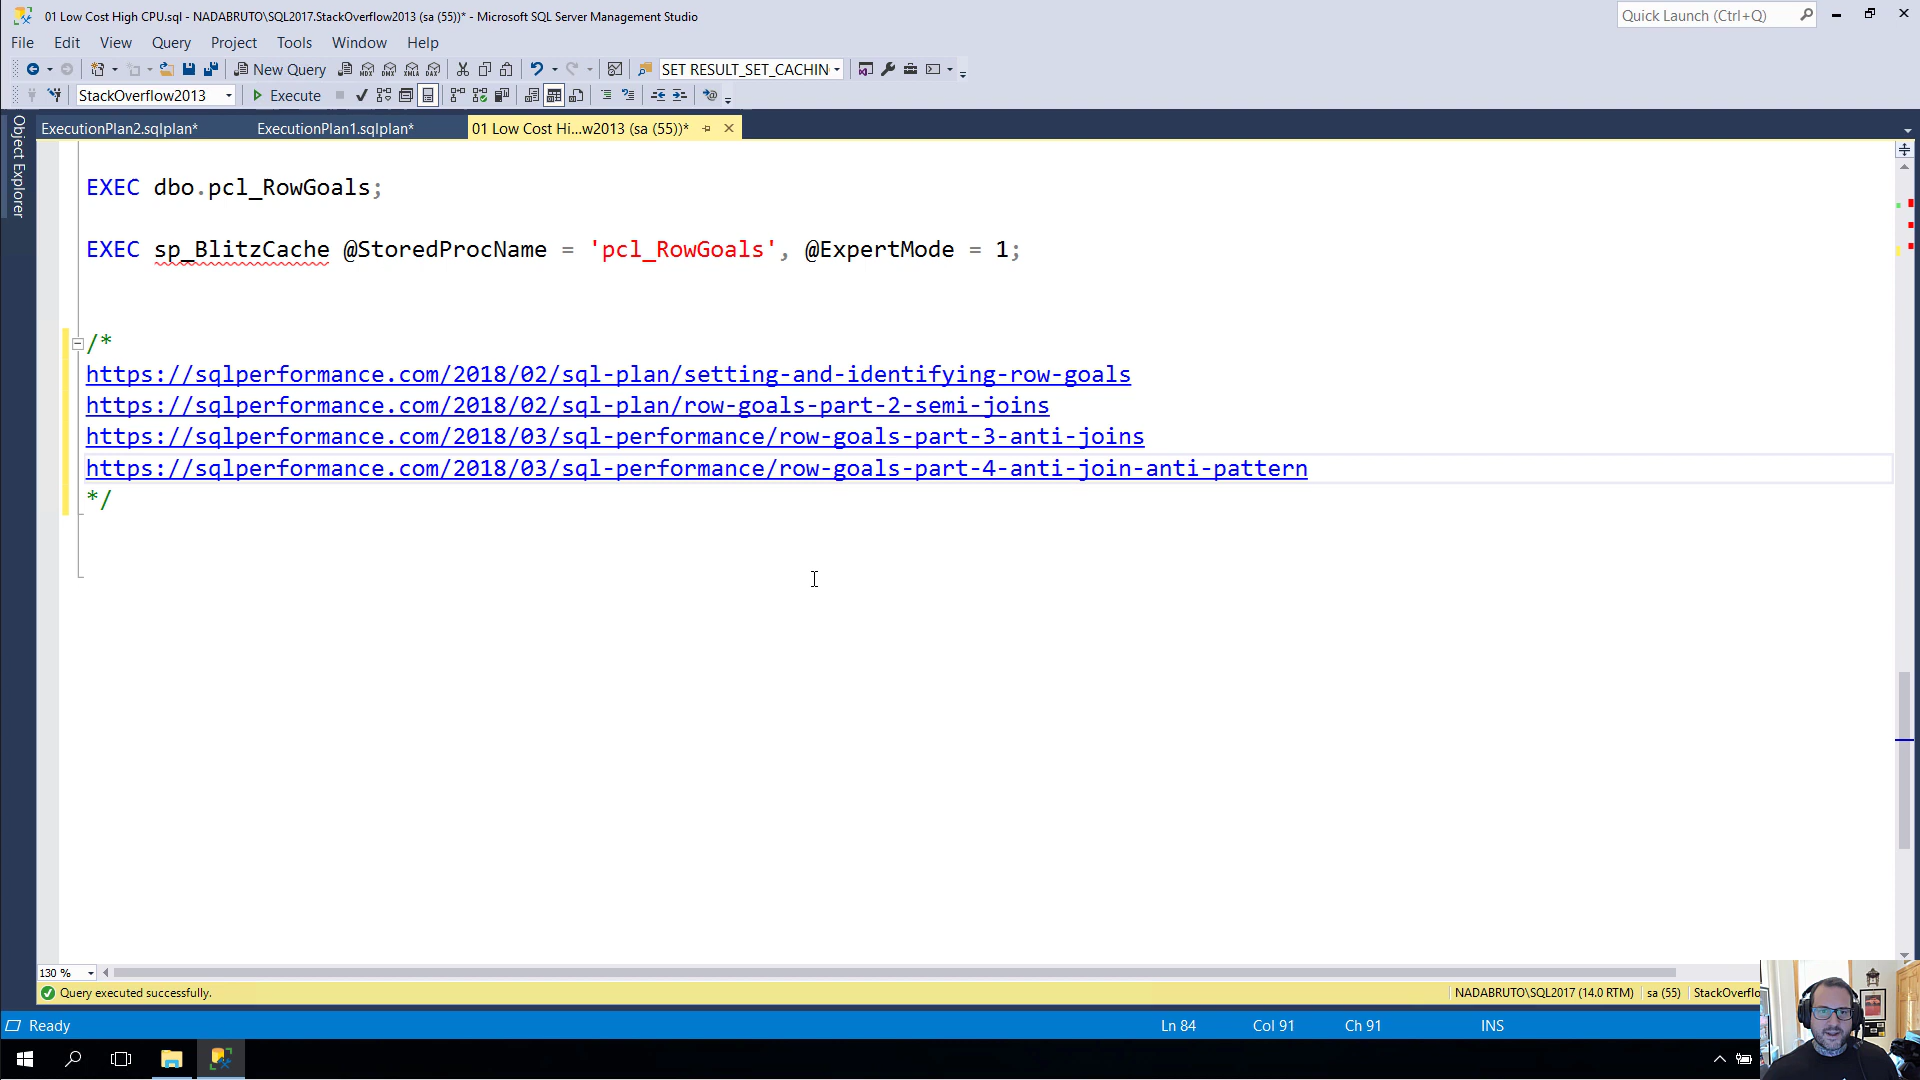 01 Low Cost High CPU.sql - NADABRUTO\SQL2017.StackOverflow2013 (sa (55))* - Microsoft SQL Server Management Studio
Quick Launch (Ctrl+Q)
File Edit View Query Project Tools Window Help
New Query
SET RESULT_SET_CACHIN
StackOverflow2013
Execute
Object Explorer
ExecutionPlan2.sqlplan*
ExecutionPlan1.sqlplan*
01 Low Cost Hi...w2013 (sa (55))*
EXEC dbo.pcl_RowGoals;
EXEC sp_BlitzCache @StoredProcName = 'pcl_RowGoals', @ExpertMode = 1;
/*
https://sqlperformance.com/2018/02/sql-plan/setting-and-identifying-row-goals
https://sqlperformance.com/2018/02/sql-plan/row-goals-part-2-semi-joins
https://sqlperformance.com/2018/03/sql-performance/row-goals-part-3-anti-joins
https://sqlperformance.com/2018/03/sql-performance/row-goals-part-4-anti-join-anti-pattern
*/
130 %
Query executed successfully.
NADABRUTO\SQL2017 (14.0 RTM)
sa (55)
StackOverflo
Ready
Ln 84
Col 91
Ch 91
INS